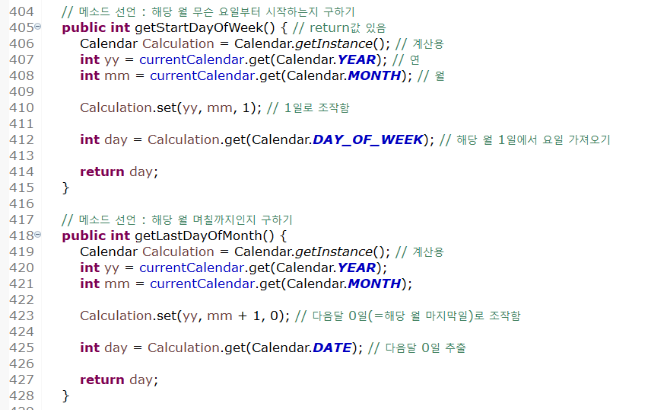 404 // 메소드 선언 : 해당 월 무슨 요일부터 시작하는지 구하기
405 public int getStartDayOfWeek() { // return값 있음
406 Calendar Calculation = Calendar.getInstance(); // 계산용
407 int yy = currentCalendar.get(Calendar.YEAR); // 연
408 int mm = currentCalendar.get(Calendar.MONTH); // 월
409
410 Calculation.set(yy, mm, 1); // 1일로 조작함
411
412 int day = Calculation.get(Calendar.DAY_OF_WEEK); // 해당 월 1일에서 요일 가져오기
413
414 return day;
415 }
416
417 // 메소드 선언 : 해당 월 며칠까지인지 구하기
418 public int getLastDayOfMonth() {
419 Calendar Calculation = Calendar.getInstance(); // 계산용
420 int yy = currentCalendar.get(Calendar.YEAR);
421 int mm = currentCalendar.get(Calendar.MONTH);
422
423 Calculation.set(yy, mm + 1, 0); // 다음달 0일(=해당 월 마지막일)로 조작함
424
425 int day = Calculation.get(Calendar.DATE); // 다음달 0일 추출
426
427 return day;
428 }